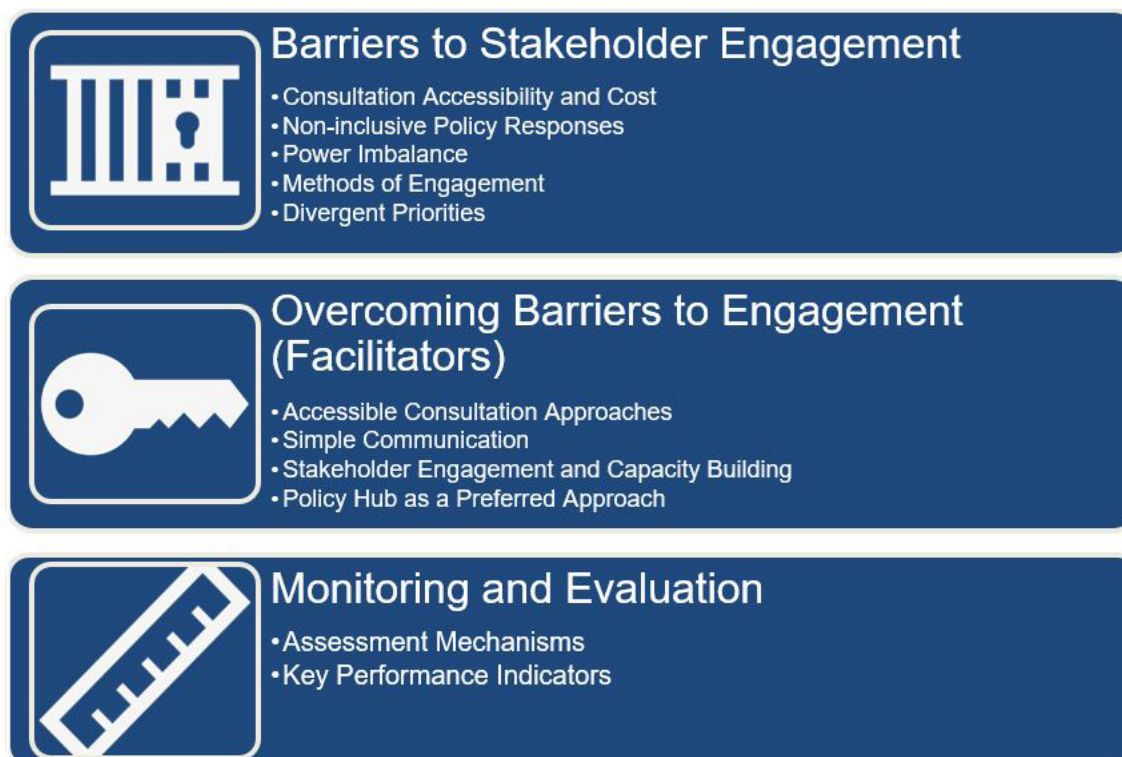 Barriers to Stakeholder Engagement
•Consultation Accessibility and Cost
•Non-inclusive Policy Responses
•Power Imbalance
•Methods of Engagement
•Divergent Priorities
Overcoming Barriers to Engagement
(Facilitators)
•Accessible Consultation Approaches
•Simple Communication
•Stakeholder Engagement and Capacity Building
•Policy Hub as a Preferred Approach
Monitoring and Evaluation
•Assessment Mechanisms
•Key Performance Indicators